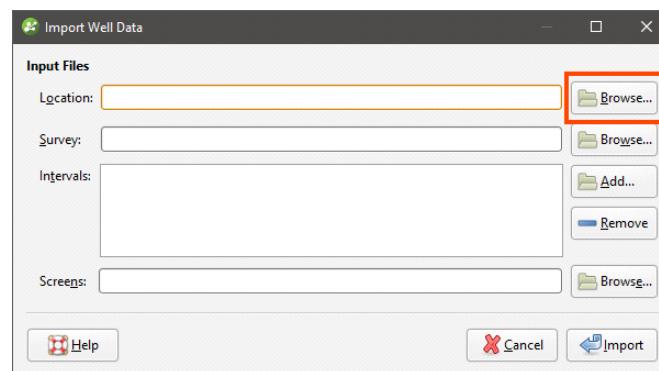 Import Well Data
Input Files
Location: Browse...
Survey: Browse...
Intervals: Add...
Remove
Screens: Browse...
Help Cancel Import